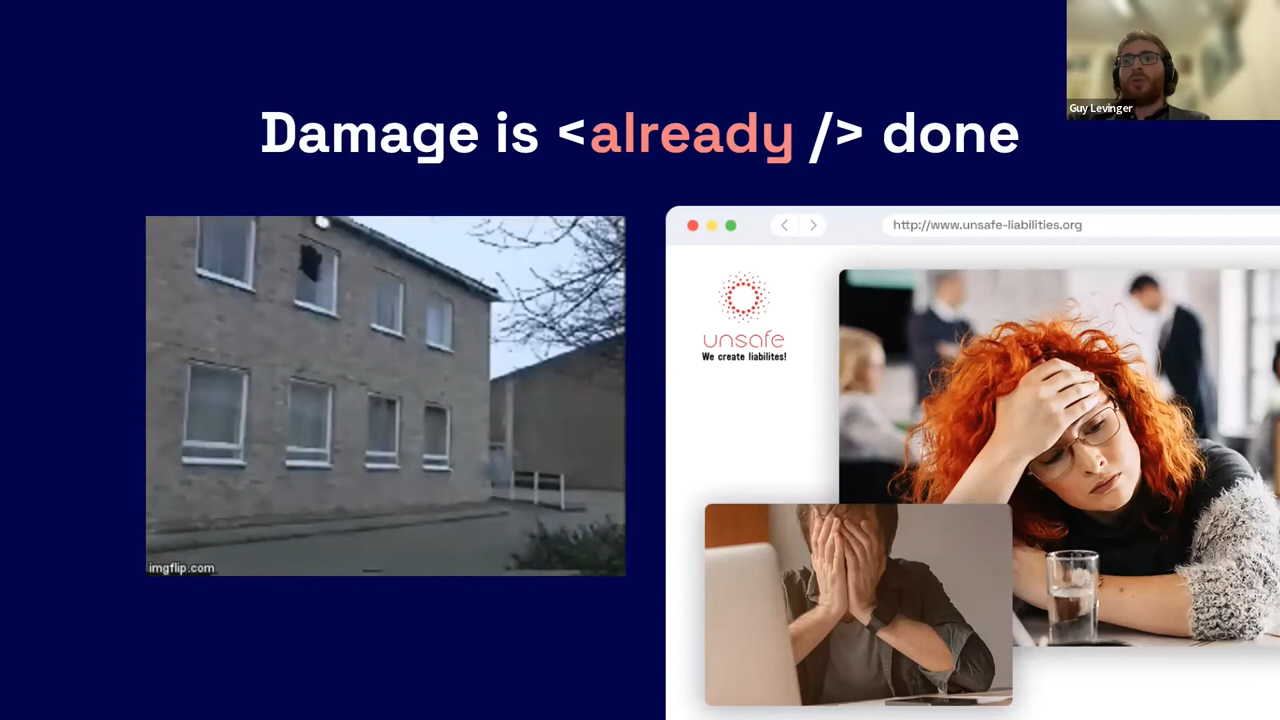 Guy Levinger
Damage is <already /> done
http://www.unsafe-liabilities.org
unsafe
We create liabilites!
imgflip.com